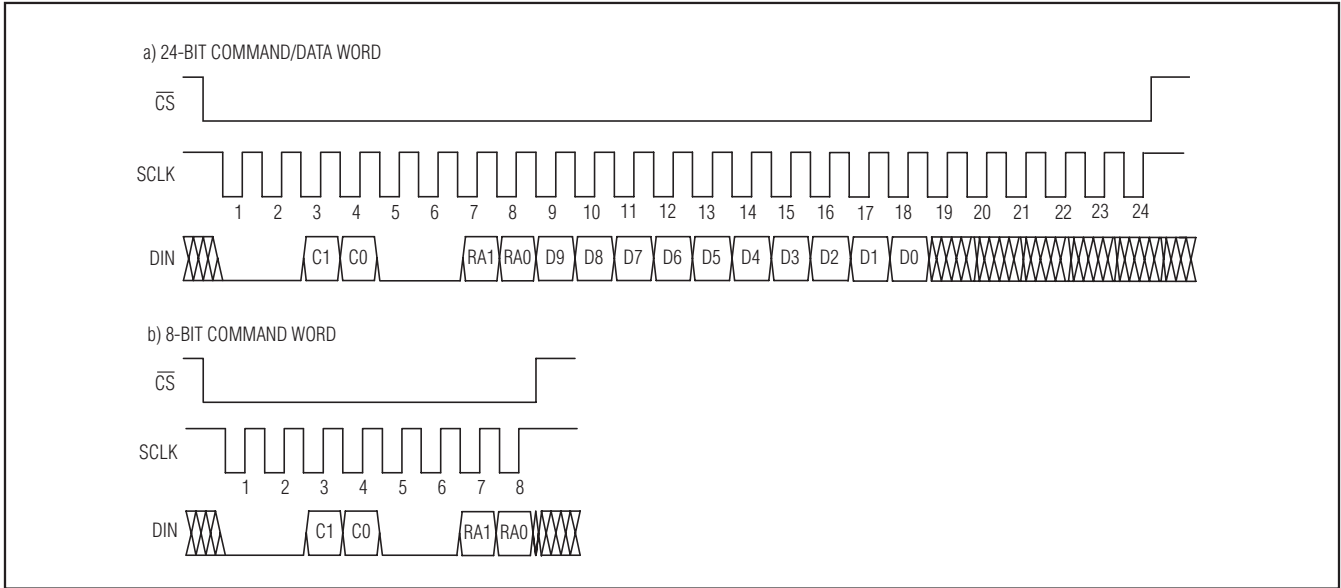 a) 24-BIT COMMAND/DATA WORD
C̅S̅
SCLK
1 2 3 4 5 6 7 8 9 10 11 12 13 14 15 16 17 18 19 20 21 22 23 24
DIN C1 C0 RA1 RA0 D9 D8 D7 D6 D5 D4 D3 D2 D1 D0
b) 8-BIT COMMAND WORD
C̅S̅
SCLK
1 2 3 4 5 6 7 8
DIN C1 C0 RA1 RA0